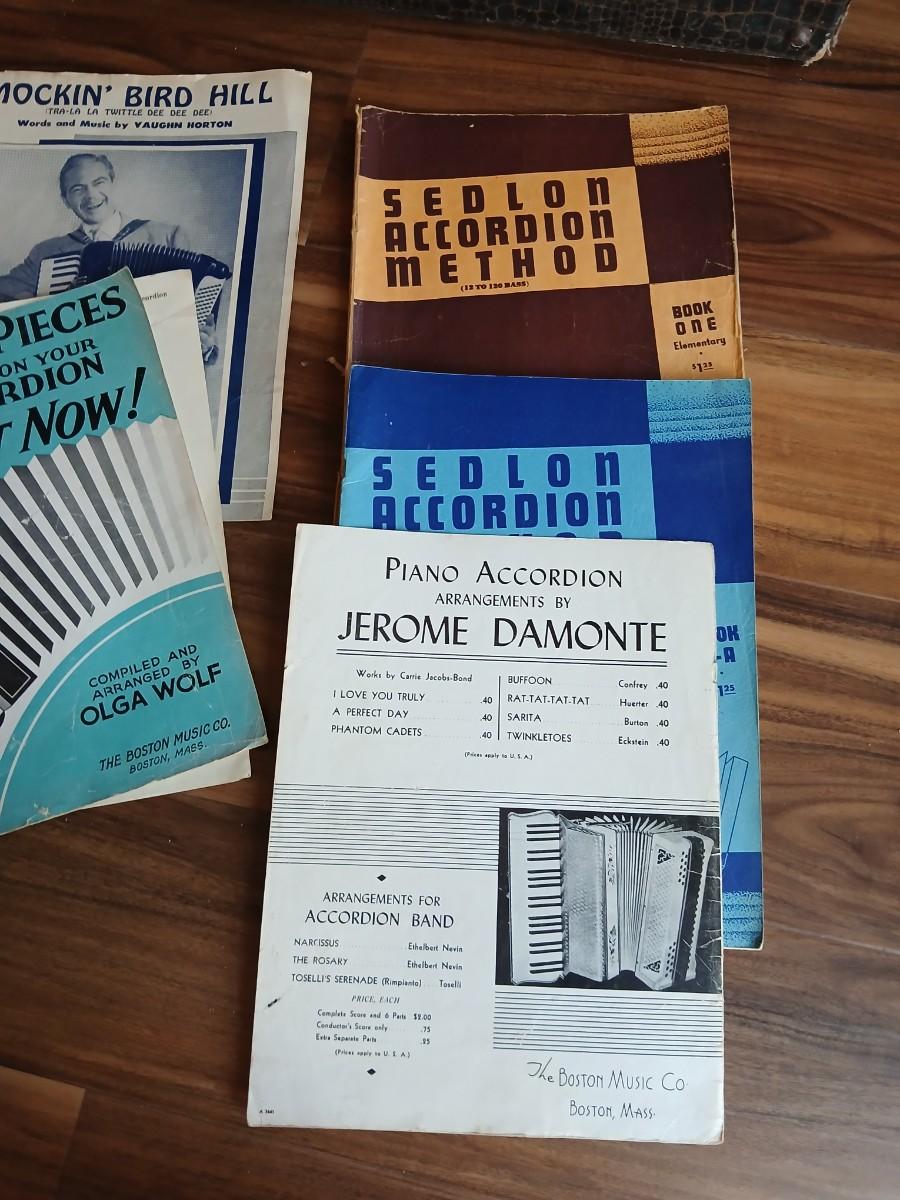 MOCKIN' BIRD HILL
(TRA-LA LA TWITTLE DEE DEE DEE)
Words and Music by VAUGHN HORTON
PIECES
ON YOUR
RDION
NOW!
COMPILED AND
ARRANGED BY
OLGA WOLF
THE BOSTON MUSIC CO.
BOSTON, MASS.
SEDLON
ACCORDION
METHOD
(12 TO 120 BASS)
BOOK
ONE
Elementary
$1.25
SEDLON
ACCORDION
OK
-A
1.25
PIANO ACCORDION
ARRANGEMENTS BY
JEROME DAMONTE
Works by Carrie Jacobs-Bond
I LOVE YOU TRULY .40
A PERFECT DAY .40
PHANTOM CADETS .40
BUFFOON Confrey .40
RAT-TAT-TAT-TAT Huerter .40
SARITA Burton .40
TWINKLETOES Eckstein .40
(Prices apply to U. S. A.)
ARRANGEMENTS FOR
ACCORDION BAND
NARCISSUS Ethelbert Nevin
THE ROSARY Ethelbert Nevin
TOSELLI'S SERENADE (Rimpianto) Toselli
PRICE, EACH
Complete Score and 6 Parts $2.00
Conductor's Score only .75
Extra Separate Parts .25
(Prices apply to U. S. A.)
The BOSTON MUSIC CO.
BOSTON, MASS.